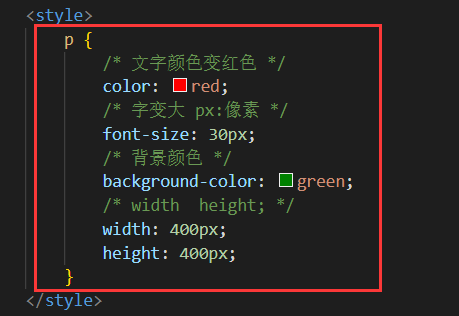 <style>
p {
/* 文字颜色变红色 */
color: red;
/* 字变大 px:像素 */
font-size: 30px;
/* 背景颜色 */
background-color: green;
/* width  height; */
width: 400px;
height: 400px;
}
</style>